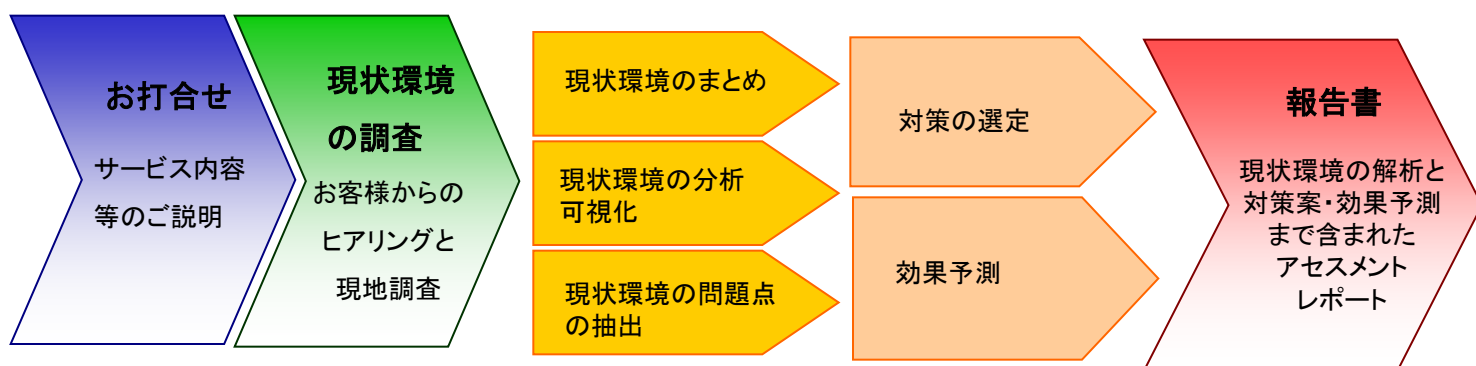 お打合せ
サービス内容
等のご説明
現状環境
の調査
お客様からの
ヒアリングと
現地調査
現状環境のまとめ
現状環境の分析
可視化
現状環境の問題点
の抽出
対策の選定
効果予測
報告書
現状環境の解析と
対策案・効果予測
まで含まれた
アセスメント
レポート